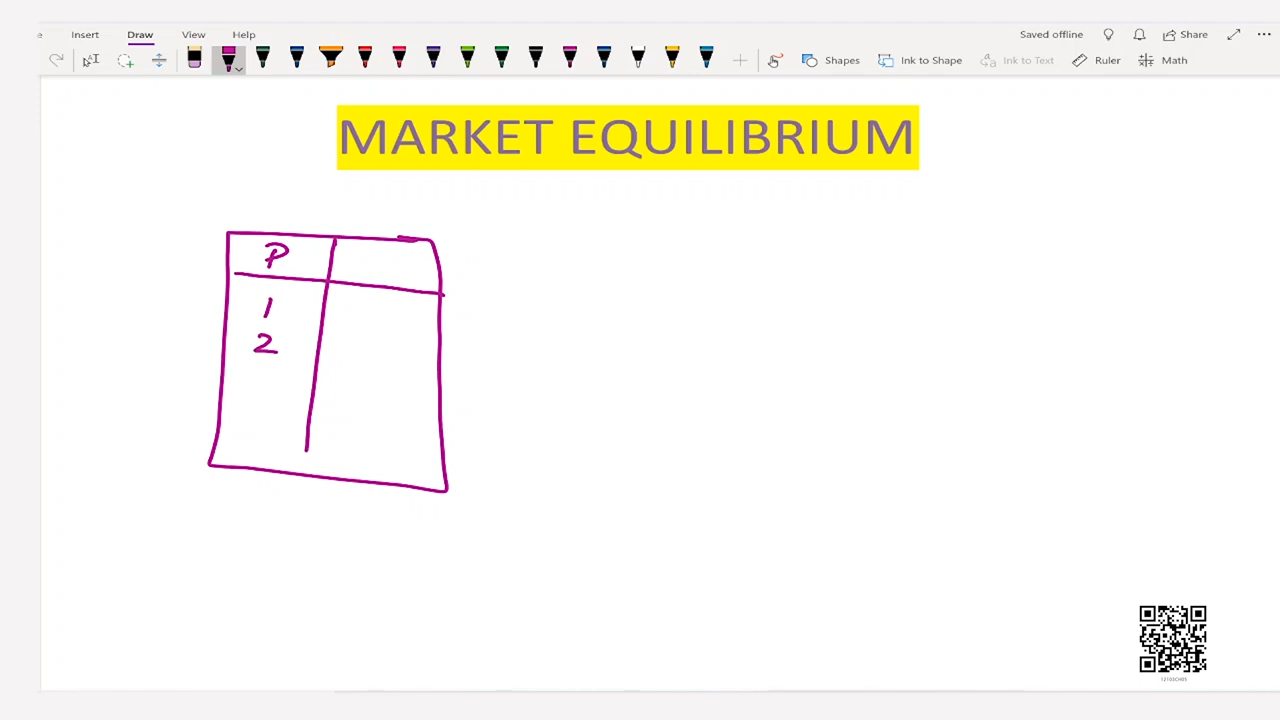 Insert Draw View Help Saved offline Share
Ink to Shape Ink to Text Ruler Math Shapes
MARKET EQUILIBRIUM
P
1
2
12103CH05